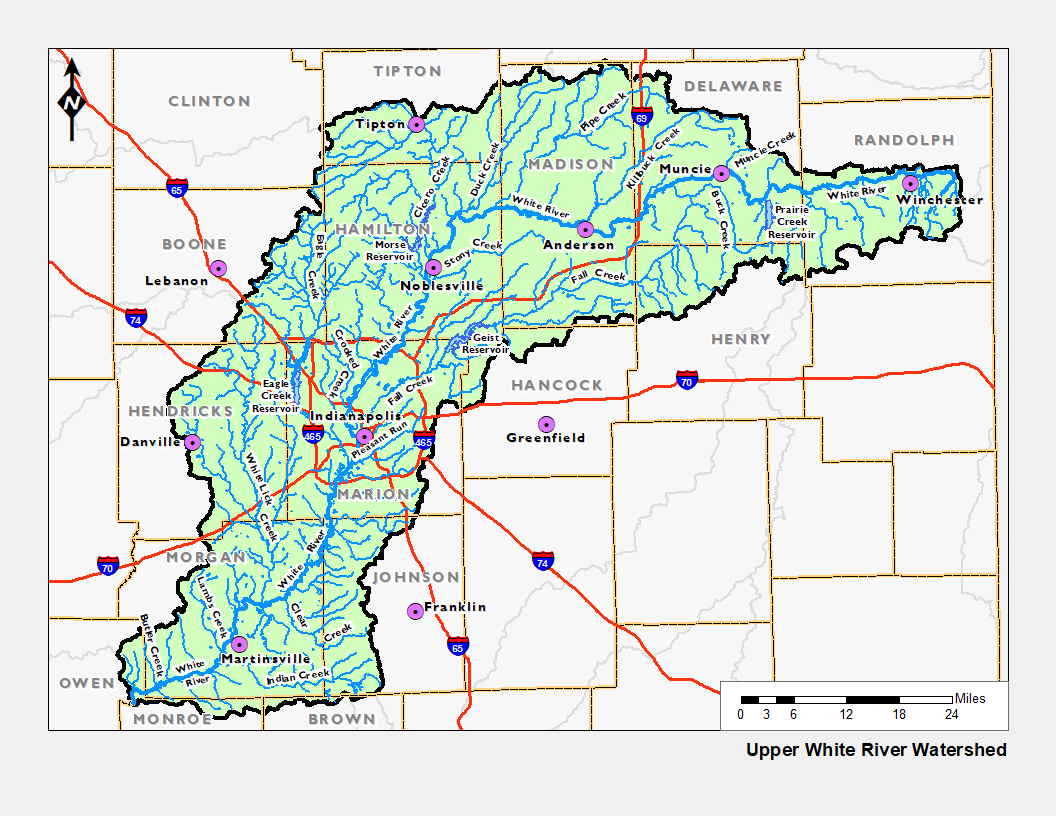 TIPTON
DELAWARE
CLINTON
N
Tipton
Pipe Creek
69
RANDOLPH
Killbuck Creek
Muncie Creek
MADISON
Muncie
65
Cicero Creek
Duck Creek
White River
White River
Winchester
Buck Creek
Prairie
Creek
Reservoir
HAMILTON
BOONE
Eagle
Creek
Morse
Reservoir
Stony Creek
Anderson
Lebanon
Noblesville
Fall Creek
74
White River
Crooked
Creek
Geist
Reservoir
HENRY
Eagle
Creek
Reservoir
Fall Creek
HANCOCK
70
HENDRICKS
Indianapolis
Danville
465
Pleasant Run
465
Greenfield
White Lick
Creek
MARION
MORGAN
White River
70
74
JOHNSON
Lambs Creek
Clear
Creek
Franklin
Butler Creek
65
Martinsville
White
River
Indian Creek
OWEN
MONROE
BROWN
Miles
0 3 6 12 18 24
Upper White River Watershed